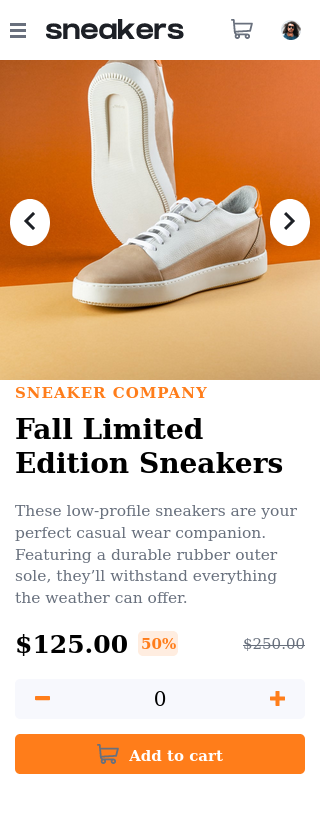 sneakers
SNEAKER COMPANY
Fall Limited
Edition Sneakers
These low-profile sneakers are your
perfect casual wear companion.
Featuring a durable rubber outer
sole, they’ll withstand everything
the weather can offer.
$125.00 50% $250.00
0
Add to cart